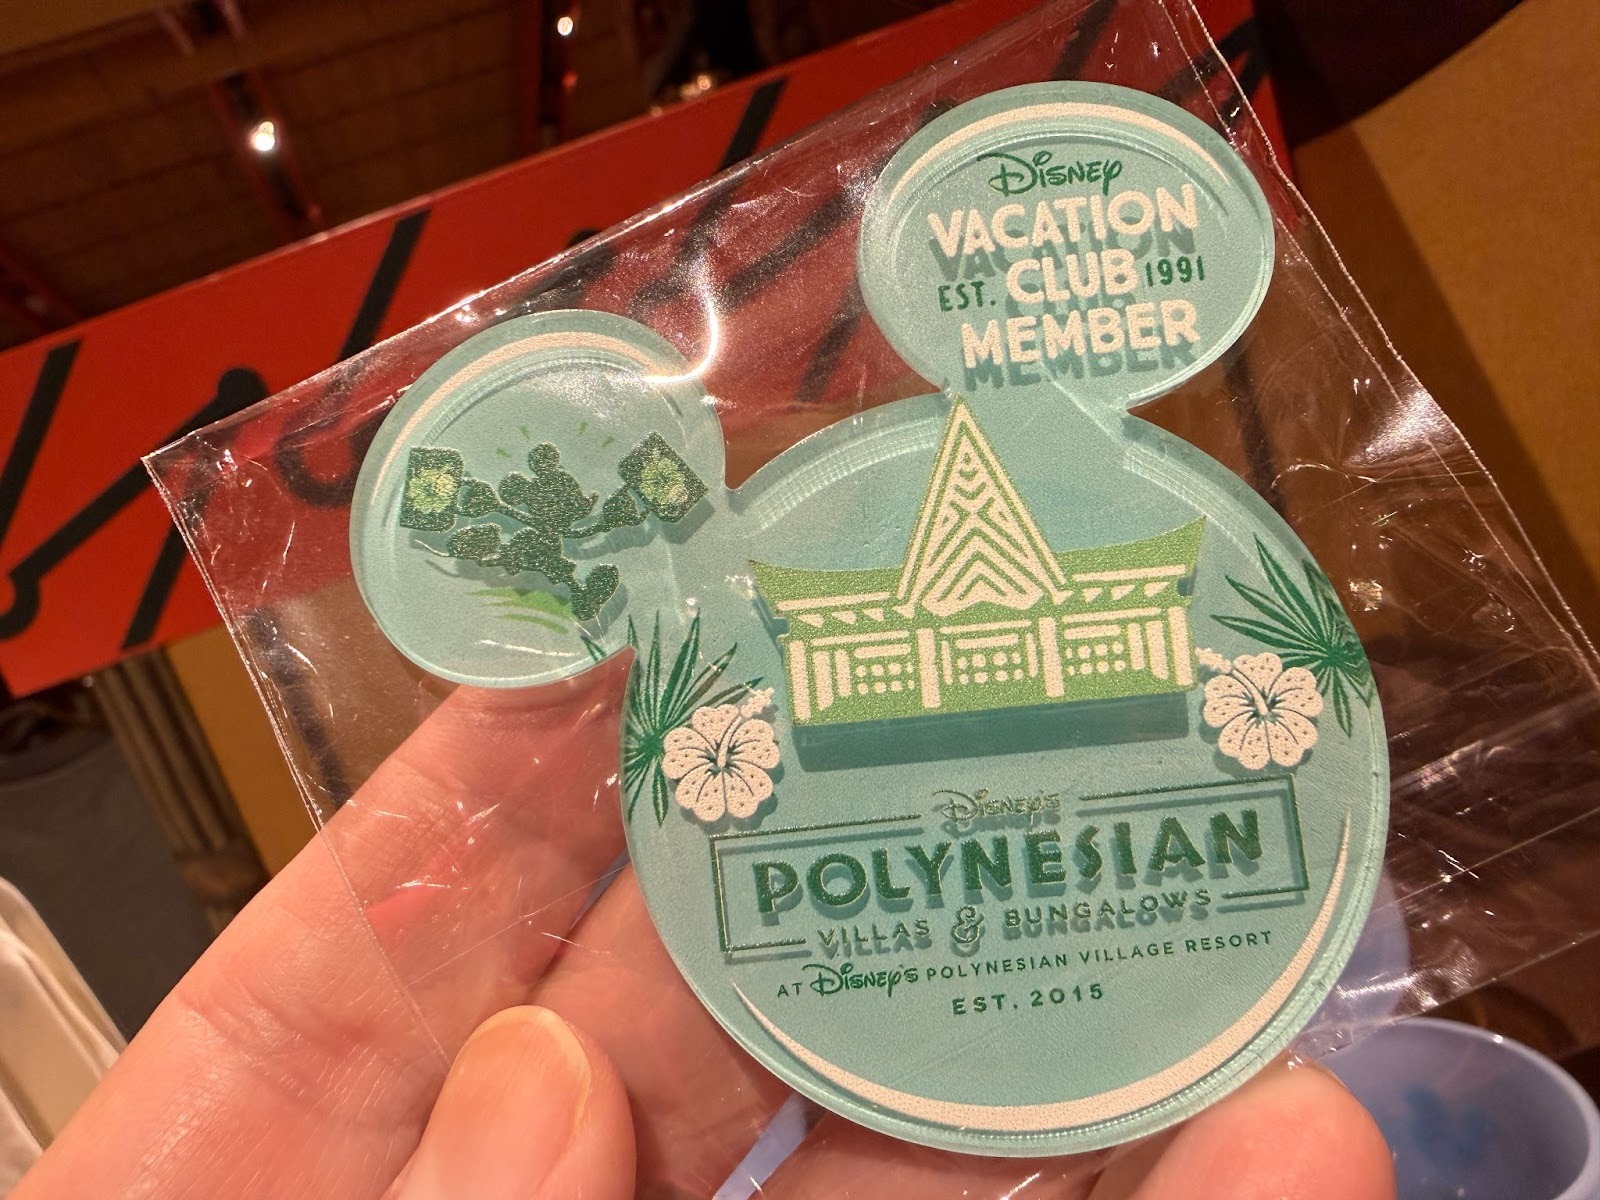 Disney
VACATION
EST. CLUB 1991
MEMBER
Disney's
POLYNESIAN
VILLAS & BUNGALOWS
AT Disney's POLYNESIAN VILLAGE RESORT
EST. 2015